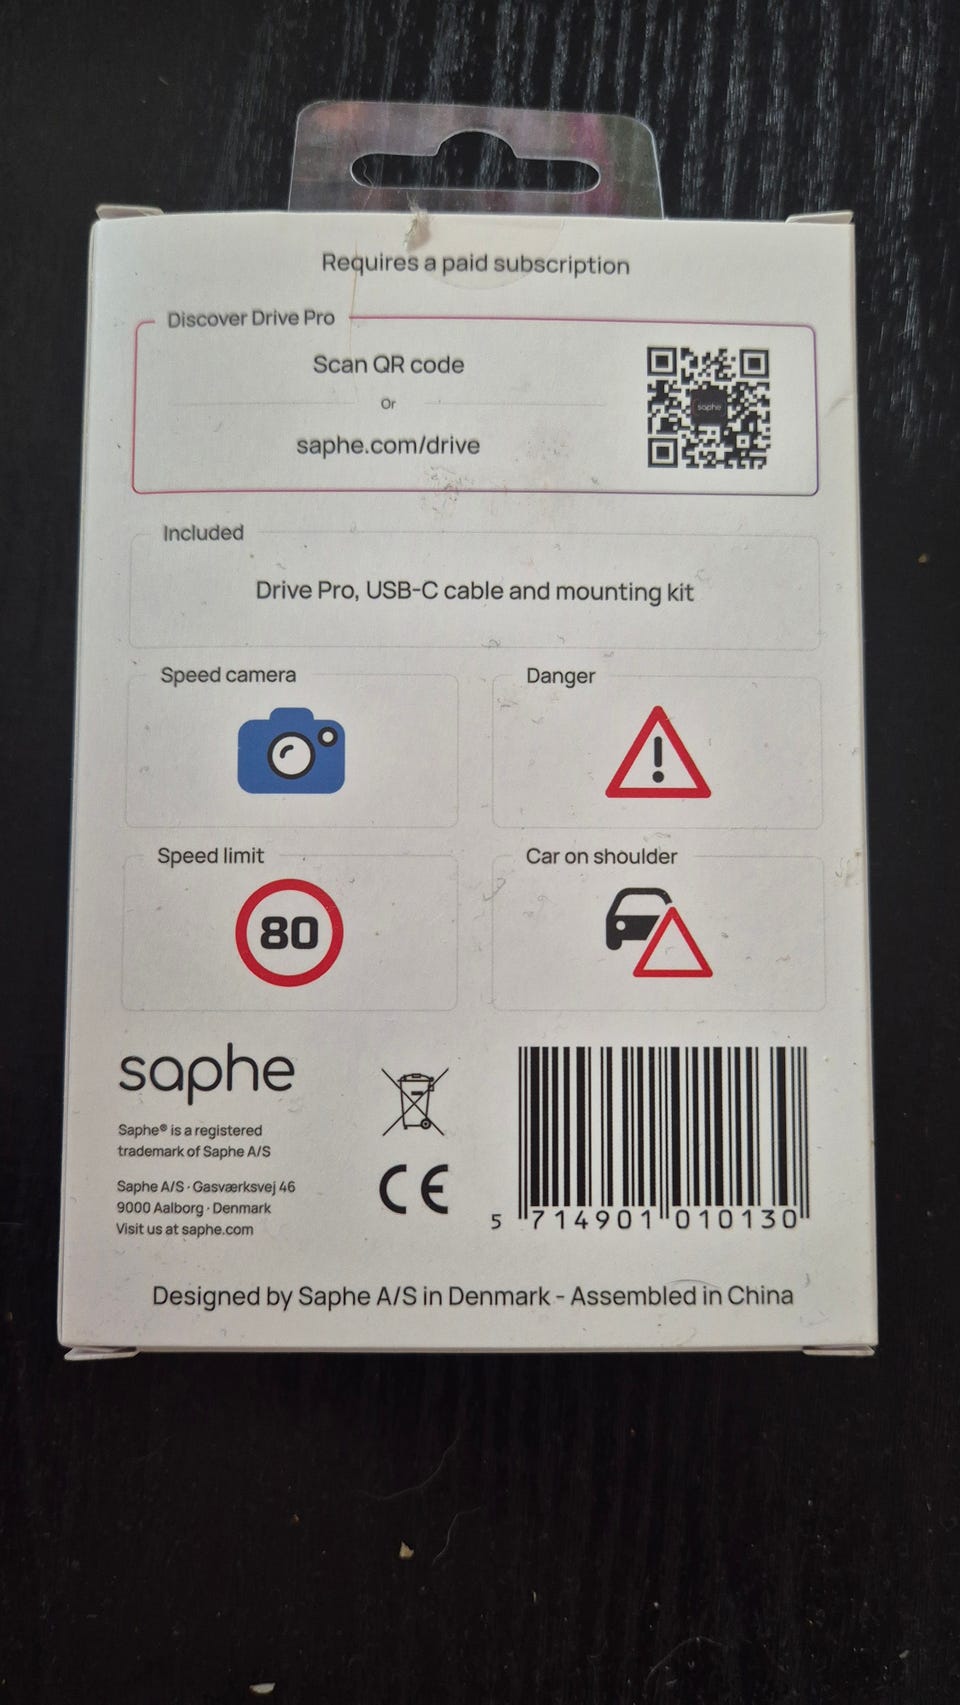 Requires a paid subscription
Discover Drive Pro
Scan QR code
Or
saphe.com/drive
saphe
Included
Drive Pro, USB-C cable and mounting kit
Speed camera
Danger
!
Speed limit
80
Car on shoulder
saphe
Saphe® is a registered
trademark of Saphe A/S
Saphe A/S · Gasværksvej 46
9000 Aalborg · Denmark
Visit us at saphe.com
CE
5 714901 010130
Designed by Saphe A/S in Denmark - Assembled in China